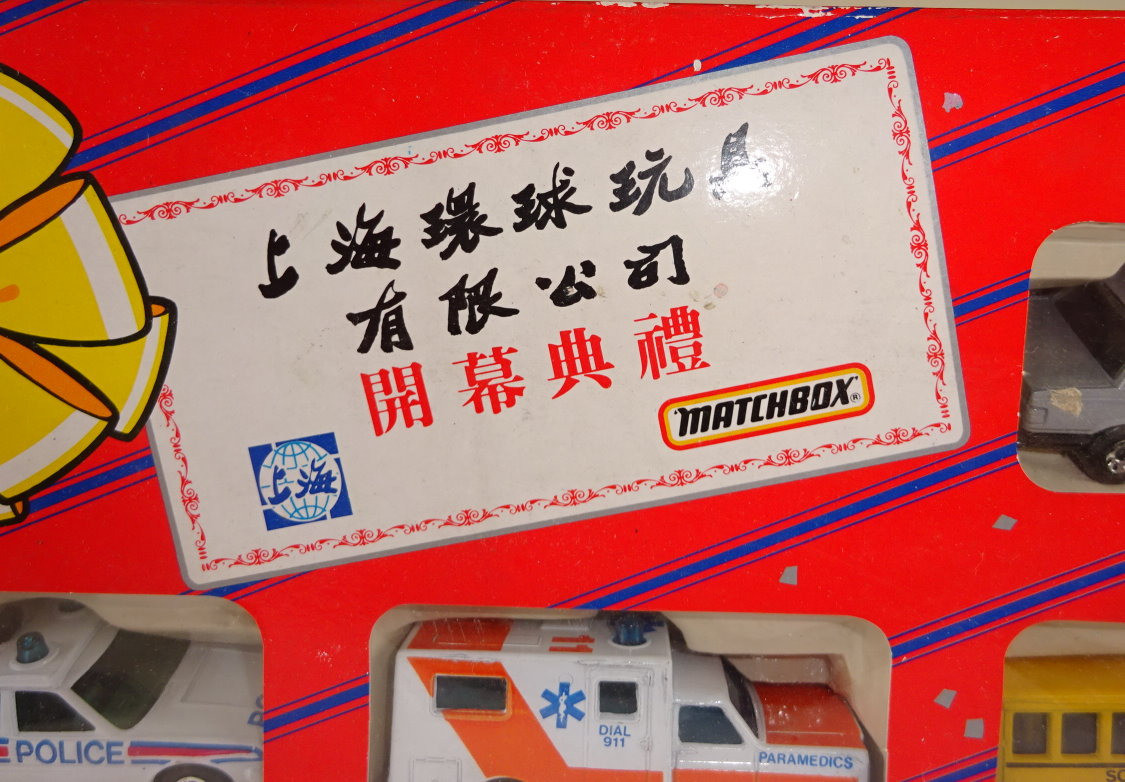 上海環球玩具
有限公司
開幕典禮
MATCHBOX®
上海
POLICE
DIAL
911
PARAMEDICS